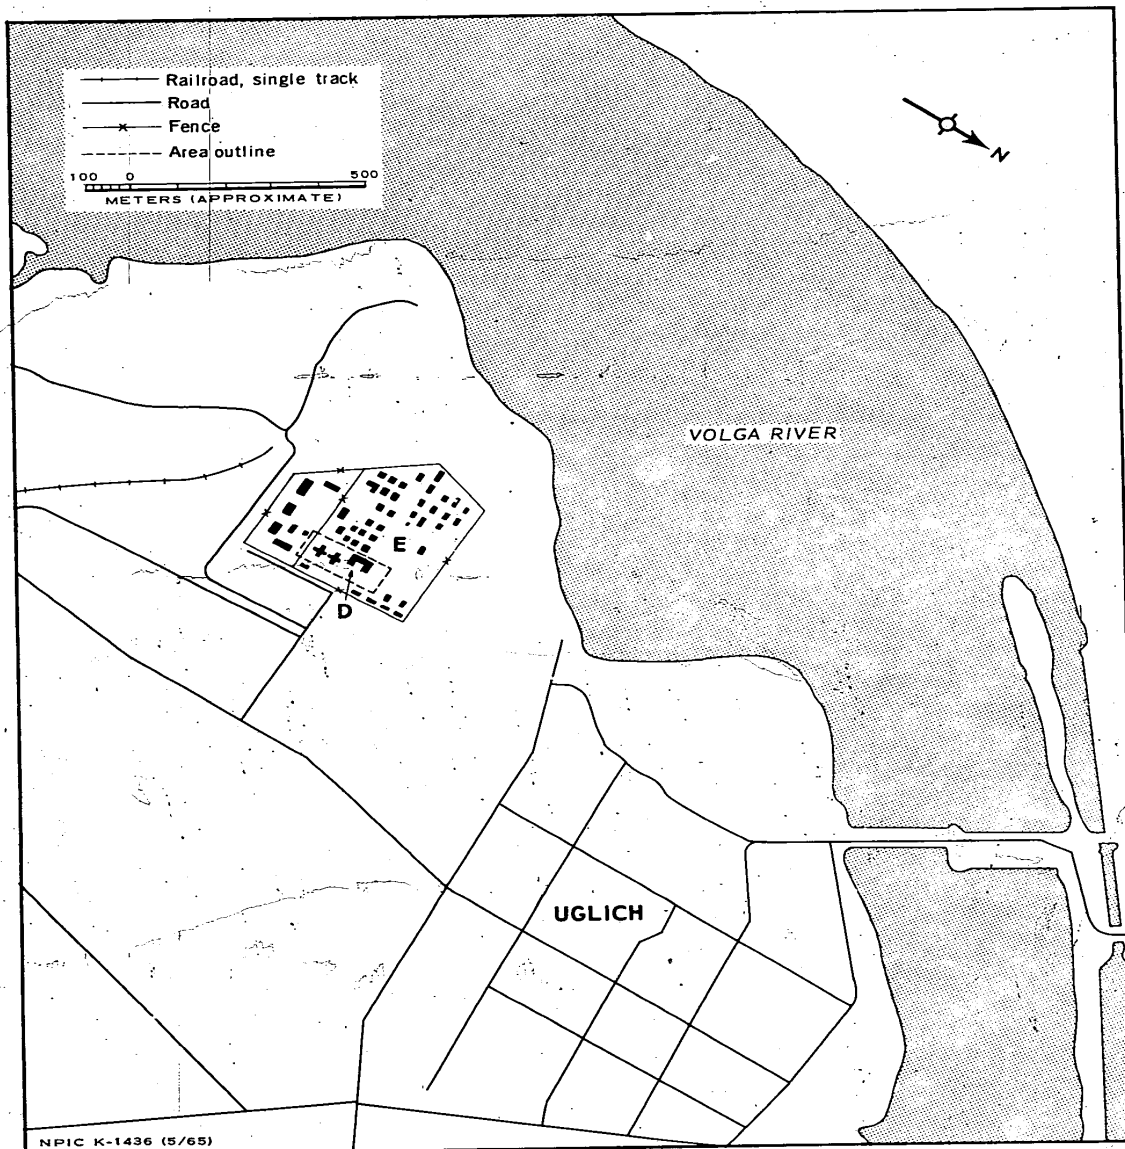 Railroad, single track
Road
Fence
Area outline
100 0 500
METERS (APPROXIMATE)
N
VOLGA RIVER
E
D
UGLICH
NPIC K-1436 (5/65)